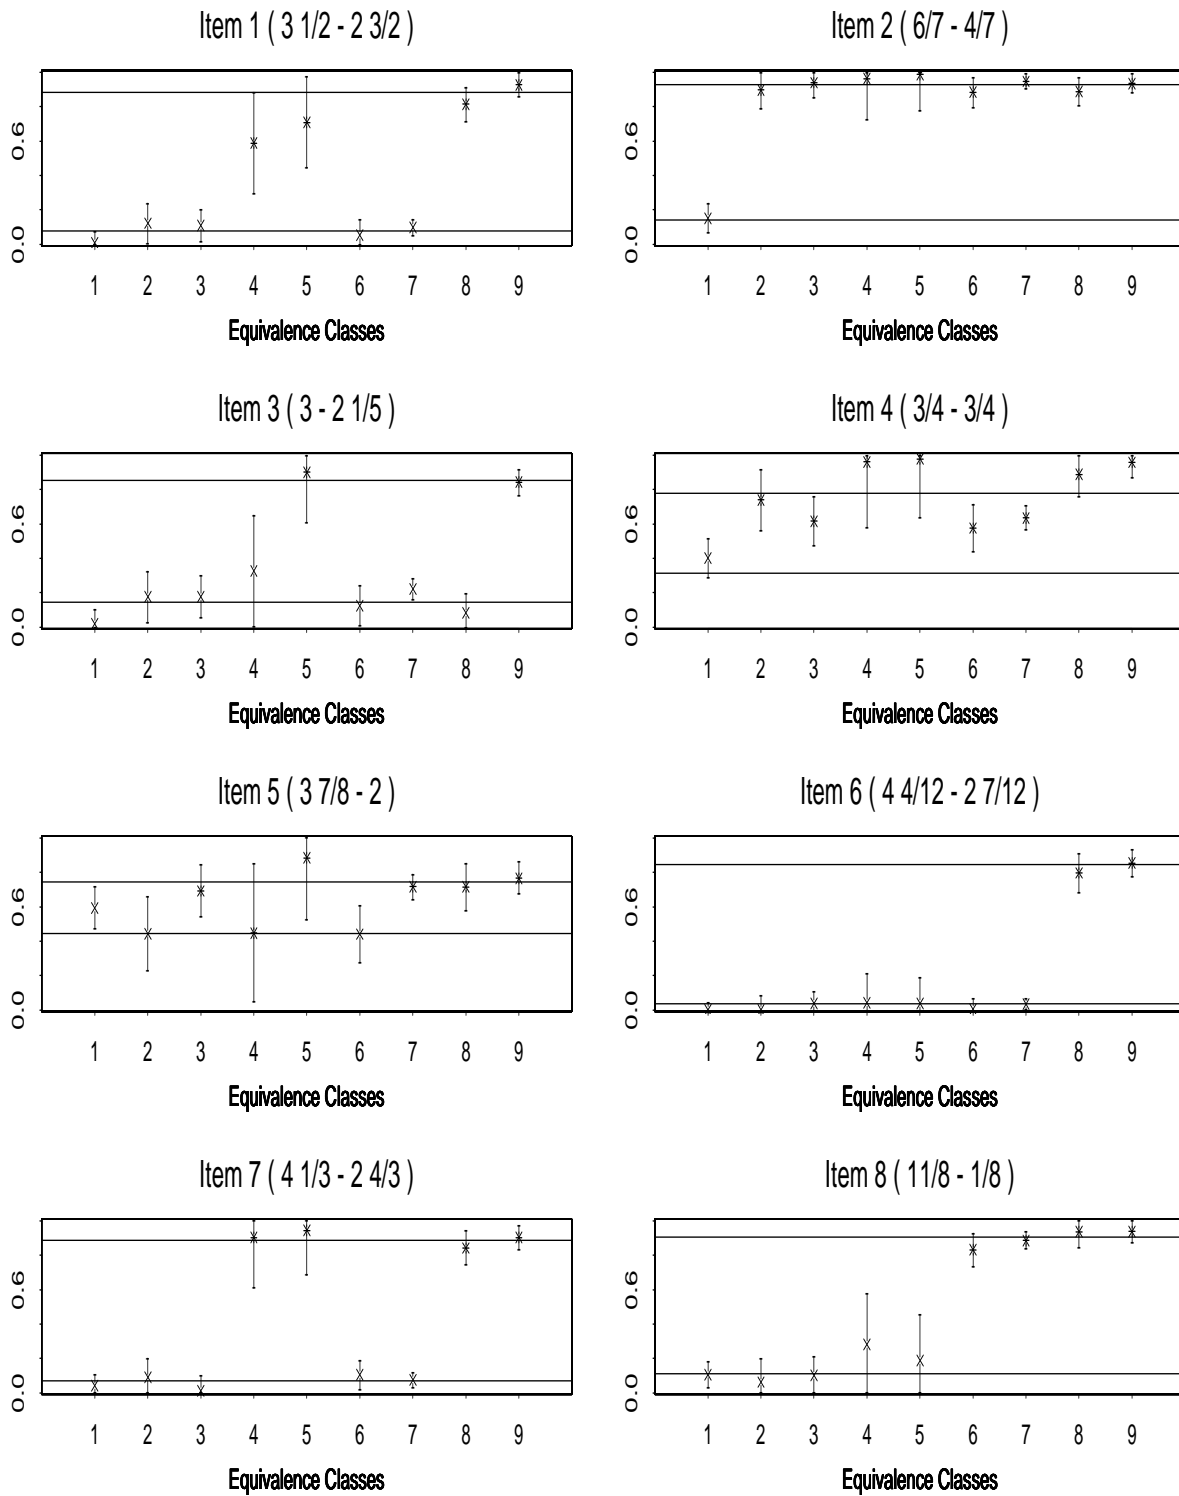 Item 1 ( 3 1/2 - 2 3/2 )
0.6
0.0
1 2 3 4 5 6 7 8 9
Equivalence Classes
Item 2 ( 6/7 - 4/7 )
0.6
0.0
1 2 3 4 5 6 7 8 9
Equivalence Classes
Item 3 ( 3 - 2 1/5 )
0.6
0.0
1 2 3 4 5 6 7 8 9
Equivalence Classes
Item 4 ( 3/4 - 3/4 )
0.6
0.0
1 2 3 4 5 6 7 8 9
Equivalence Classes
Item 5 ( 3 7/8 - 2 )
0.6
0.0
1 2 3 4 5 6 7 8 9
Equivalence Classes
Item 6 ( 4 4/12 - 2 7/12 )
0.6
0.0
1 2 3 4 5 6 7 8 9
Equivalence Classes
Item 7 ( 4 1/3 - 2 4/3 )
0.6
0.0
1 2 3 4 5 6 7 8 9
Equivalence Classes
Item 8 ( 11/8 - 1/8 )
0.6
0.0
1 2 3 4 5 6 7 8 9
Equivalence Classes